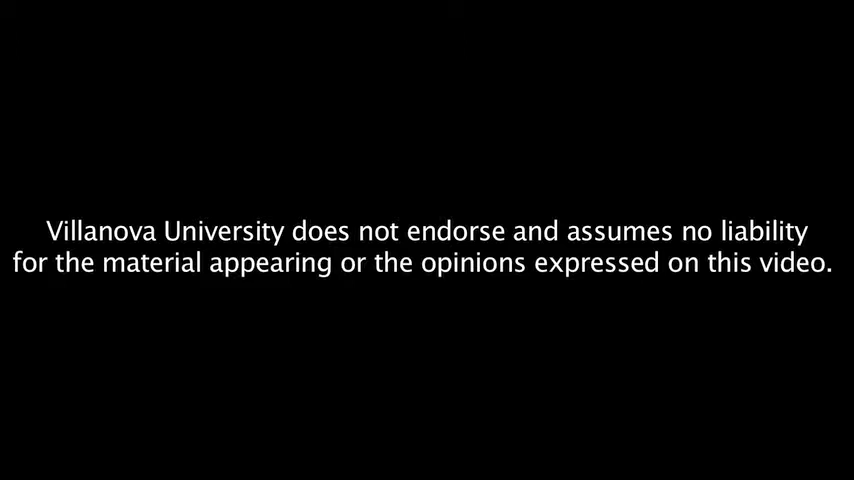 Villanova University does not endorse and assumes no liability
for the material appearing or the opinions expressed on this video.